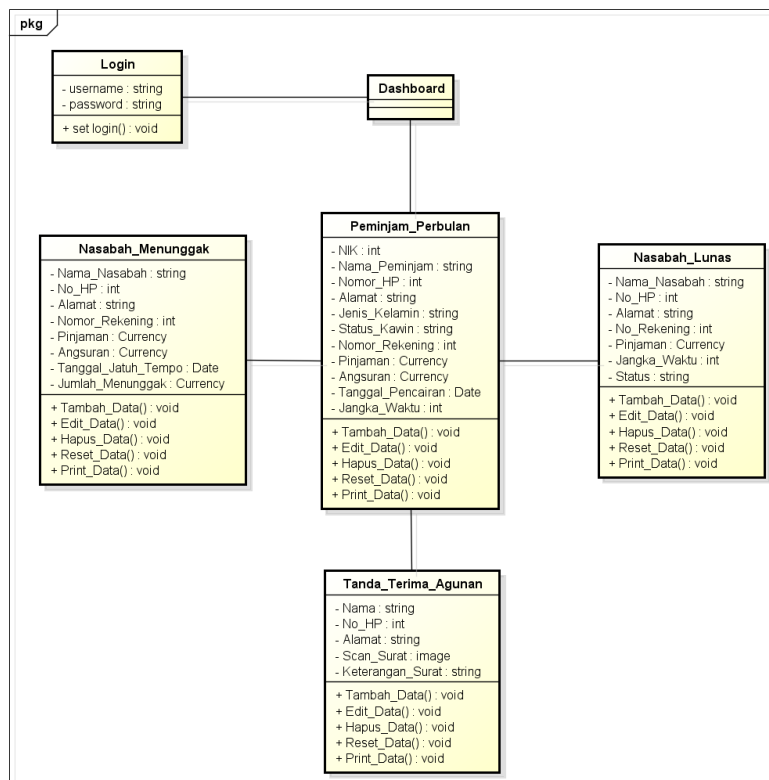 pkg
Login
- username : string
- password : string
+ set login() : void
Dashboard
Peminjam_Perbulan
- NIK : int
- Nama_Peminjam : string
- Nomor_HP : int
- Alamat : string
- Jenis_Kelamin : string
- Status_Kawin : string
- Nomor_Rekening : int
- Pinjaman : Currency
- Angsuran : Currency
- Tanggal_Pencairan : Date
- Jangka_Waktu : int
+ Tambah_Data() : void
+ Edit_Data() : void
+ Hapus_Data() : void
+ Reset_Data() : void
+ Print_Data() : void
Nasabah_Menunggak
- Nama_Nasabah : string
- No_HP : int
- Alamat : string
- Nomor_Rekening : int
- Pinjaman : Currency
- Angsuran : Currency
- Tanggal_Jatuh_Tempo : Date
- Jumlah_Menunggak : Currency
+ Tambah_Data() : void
+ Edit_Data() : void
+ Hapus_Data() : void
+ Reset_Data() : void
+ Print_Data() : void
Nasabah_Lunas
- Nama_Nasabah : string
- No_HP : int
- Alamat : string
- No_Rekening : int
- Pinjaman : Currency
- Jangka_Waktu : int
- Status : string
+ Tambah_Data() : void
+ Edit_Data() : void
+ Hapus_Data() : void
+ Reset_Data() : void
+ Print_Data() : void
Tanda_Terima_Agunan
- Nama : string
- No_HP : int
- Alamat : string
- Scan_Surat : image
- Keterangan_Surat : string
+ Tambah_Data() : void
+ Edit_Data() : void
+ Hapus_Data() : void
+ Reset_Data() : void
+ Print_Data() : void